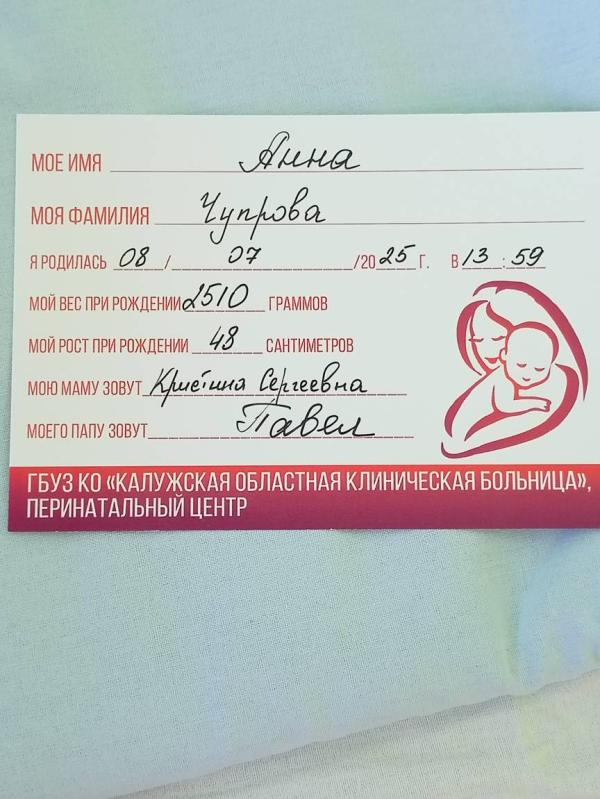 МОЕ ИМЯ Анна
МОЯ ФАМИЛИЯ Чупрова
Я РОДИЛАСЬ 08 / 07 /2025 Г. В 13:59
МОЙ ВЕС ПРИ РОЖДЕНИИ 2510 ГРАММОВ
МОЙ РОСТ ПРИ РОЖДЕНИИ 48 САНТИМЕТРОВ
МОЮ МАМУ ЗОВУТ Кристина Сергеевна
МОЕГО ПАПУ ЗОВУТ Павел
ГБУЗ КО «КАЛУЖСКАЯ ОБЛАСТНАЯ КЛИНИЧЕСКАЯ БОЛЬНИЦА»,
ПЕРИНАТАЛЬНЫЙ ЦЕНТР